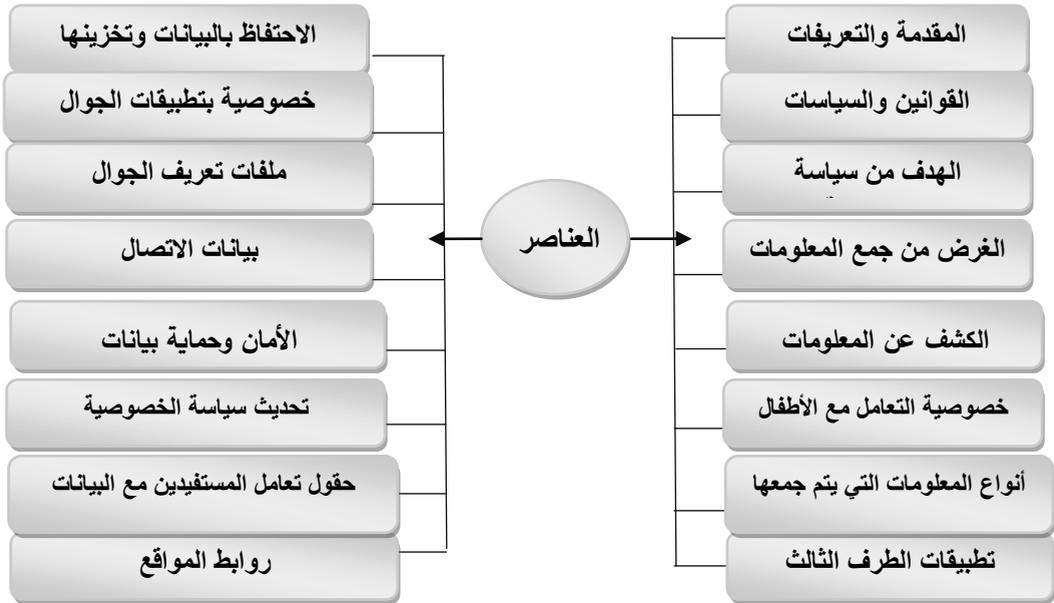 المقدمة والتعريفات
القوانين والسياسات
الهدف من سياسة
الغرض من جمع المعلومات
الكشف عن المعلومات
خصوصية التعامل مع الأطفال
أنواع المعلومات التي يتم جمعها
تطبيقات الطرف الثالث
العناصر
الاحتفاظ بالبيانات وتخزينها
خصوصية بتطبيقات الجوال
ملفات تعريف الجوال
بيانات الاتصال
الأمان وحماية بيانات
تحديث سياسة الخصوصية
حقول تعامل المستفيدين مع البيانات
روابط المواقع